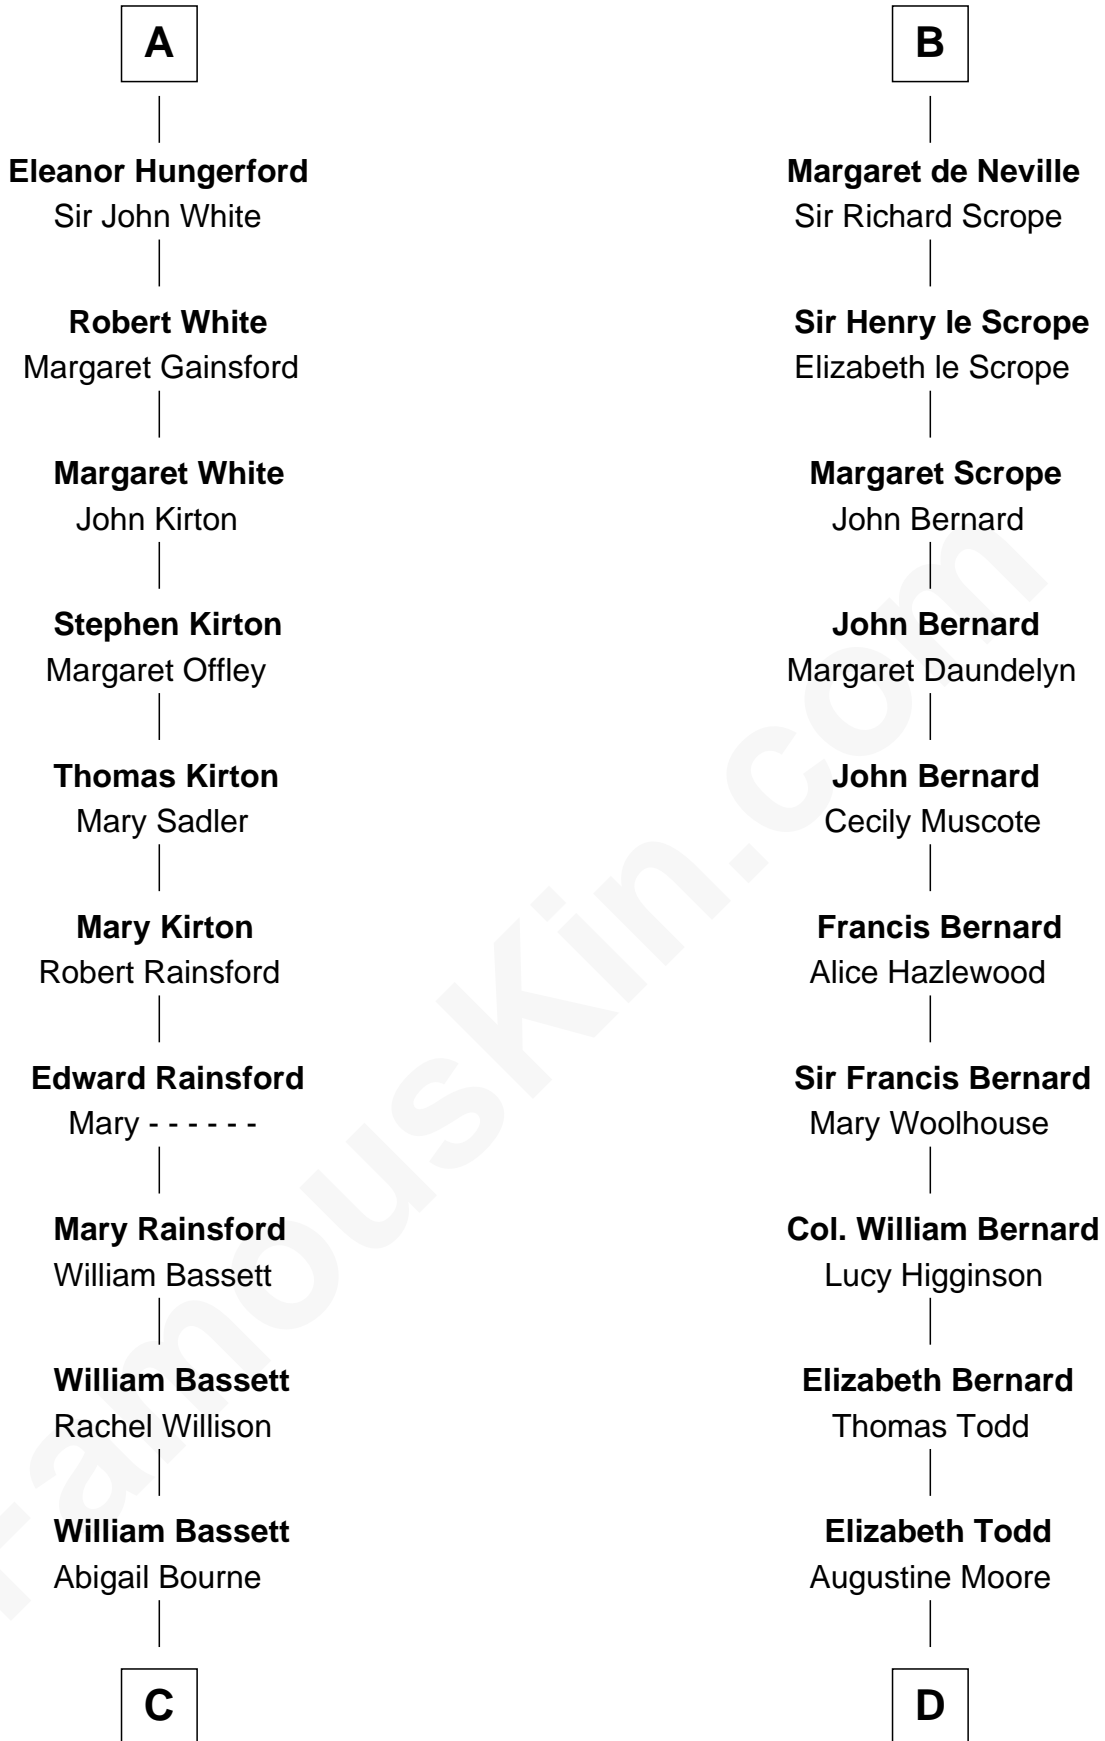 A
Eleanor Hungerford
Sir John White
Robert White
Margaret Gainsford
Margaret White
John Kirton
Stephen Kirton
Margaret Offley
Thomas Kirton
Mary Sadler
Mary Kirton
Robert Rainsford
Edward Rainsford
Mary - - - - - -
Mary Rainsford
William Bassett
William Bassett
Rachel Willison
William Bassett
Abigail Bourne
C
B
Margaret de Neville
Sir Richard Scrope
Sir Henry le Scrope
Elizabeth le Scrope
Margaret Scrope
John Bernard
John Bernard
Margaret Daundelyn
John Bernard
Cecily Muscote
Francis Bernard
Alice Hazlewood
Sir Francis Bernard
Mary Woolhouse
Col. William Bernard
Lucy Higginson
Elizabeth Bernard
Thomas Todd
Elizabeth Todd
Augustine Moore
D
FamousKin.com